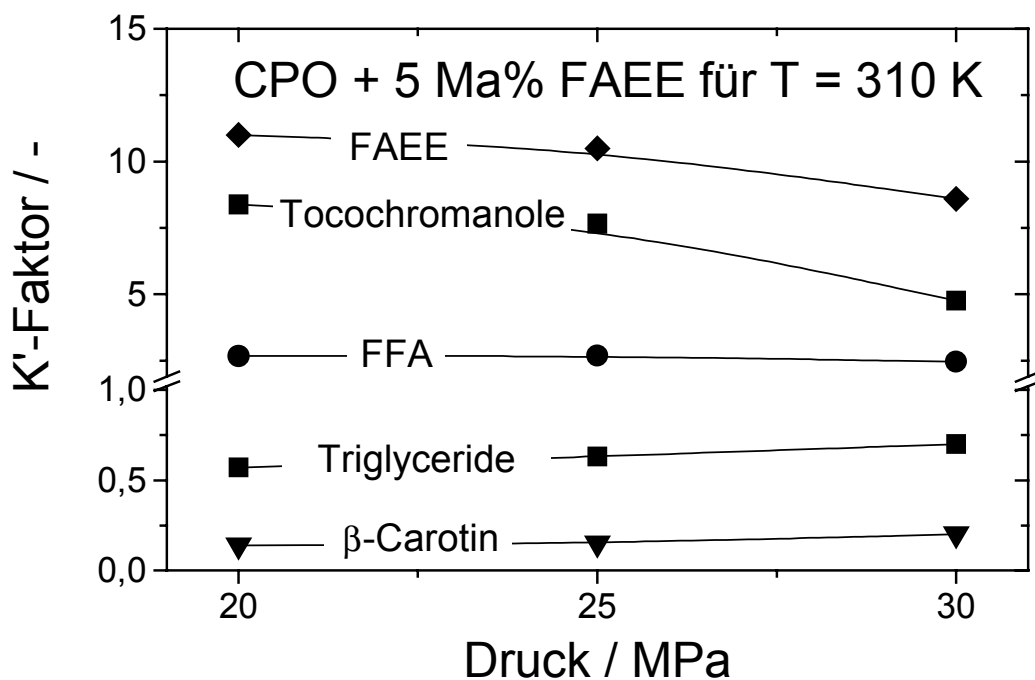 15
CPO + 5 Ma% FAEE für T = 310 K
FAEE
10
Tocochromanole
5
FFA
1,0
Triglyceride
0,5
β-Carotin
0,0
20 25 30
Druck / MPa
K'-Faktor / -